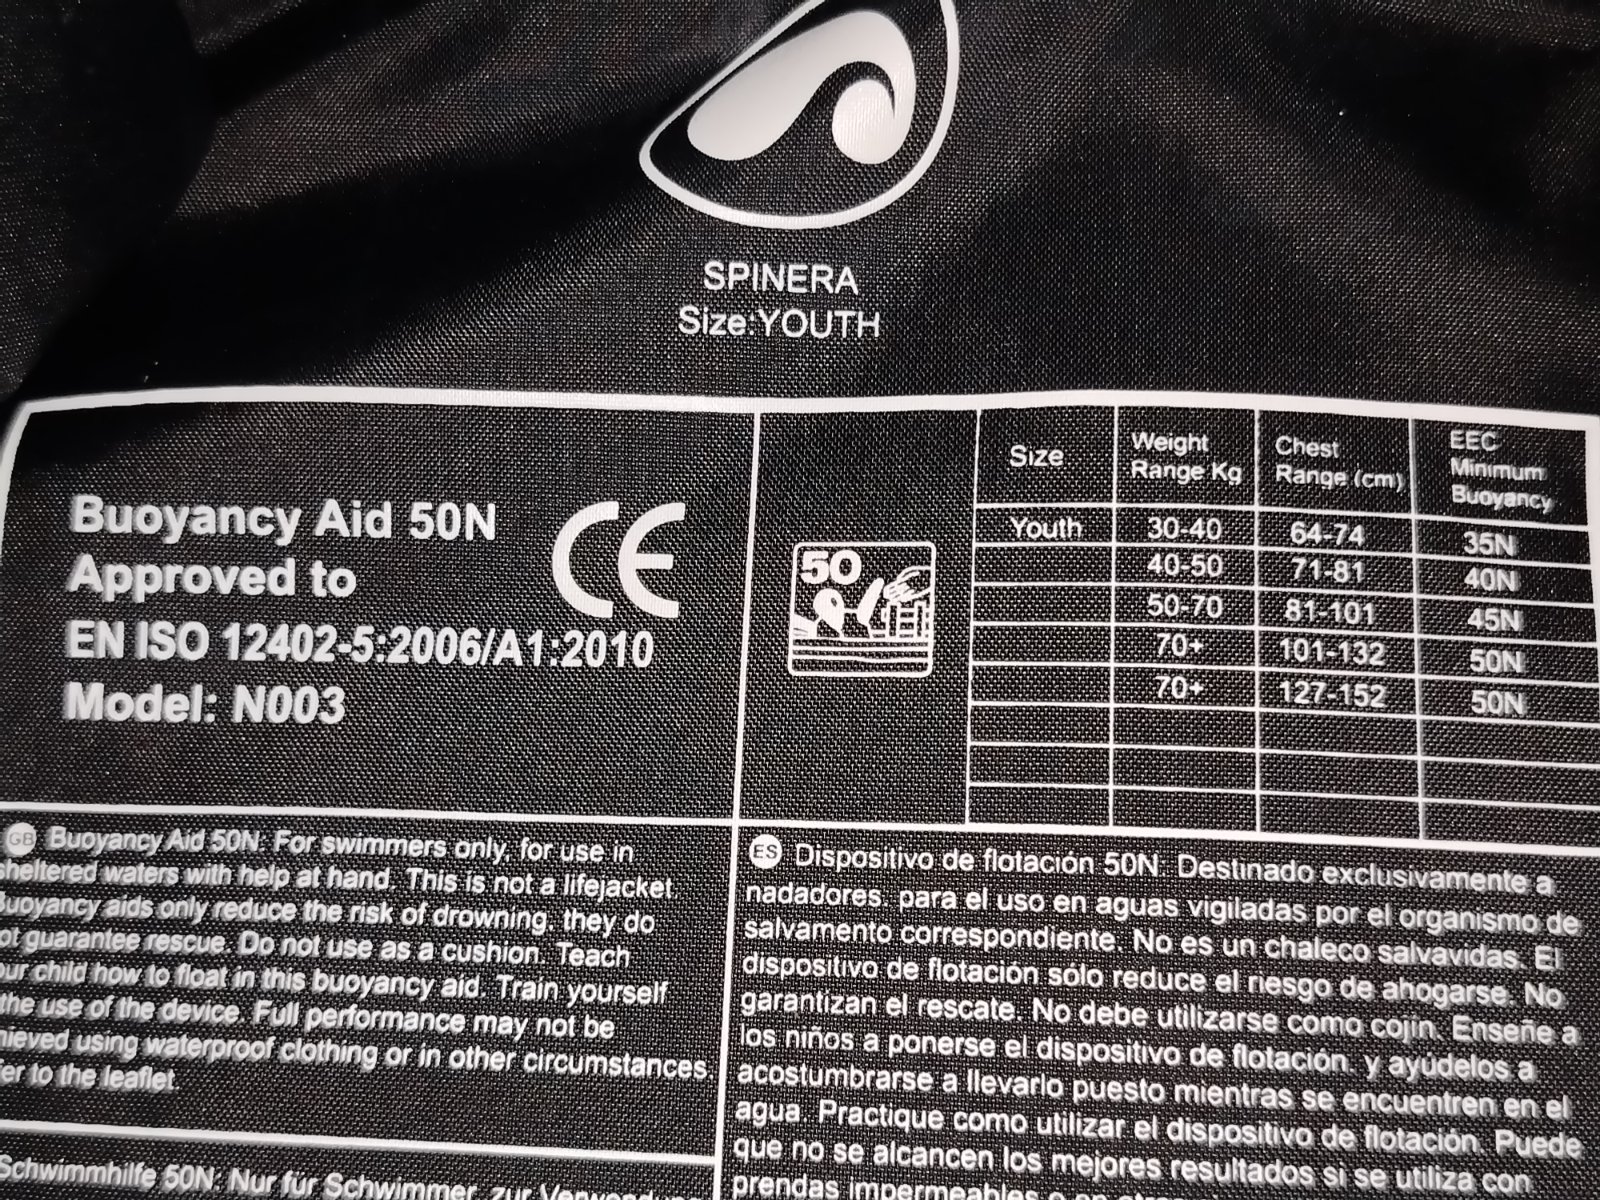 SPINERA
Size:YOUTH
Buoyancy Aid 50N
Approved to
EN ISO 12402-5:2006/A1:2010
Model: N003
CE
50
Size Weight Range Kg Chest Range (cm) EEC Minimum Buoyancy
Youth 30-40 64-74 35N
40-50 71-81 40N
50-70 81-101 45N
70+ 101-132 50N
70+ 127-152 50N
GB Buoyancy Aid 50N: For swimmers only, for use in
sheltered waters with help at hand. This is not a lifejacket.
Buoyancy aids only reduce the risk of drowning, they do
ot guarantee rescue. Do not use as a cushion. Teach
our child how to float in this buoyancy aid. Train yourself
the use of the device. Full performance may not be
hieved using waterproof clothing or in other circumstances.
er to the leaflet.
Schwimmhilfe 50N: Nur für Schwimmer, zur
ES Dispositivo de flotación 50N: Destinado exclusivamente a
nadadores, para el uso en aguas vigiladas por el organismo de
salvamento correspondiente. No es un chaleco salvavidas. El
dispositivo de flotación sólo reduce el riesgo de ahogarse. No
garantizan el rescate. No debe utilizarse como cojín. Enseñe a
los niños a ponerse el dispositivo de flotación. y ayúdelos a
acostumbrarse a llevarlo puesto mientras se encuentren en el
agua. Practique como utilizar el dispositivo de flotación. Puede
que no se alcancen los mejores resultados si se utiliza con
prendas impermeables o en